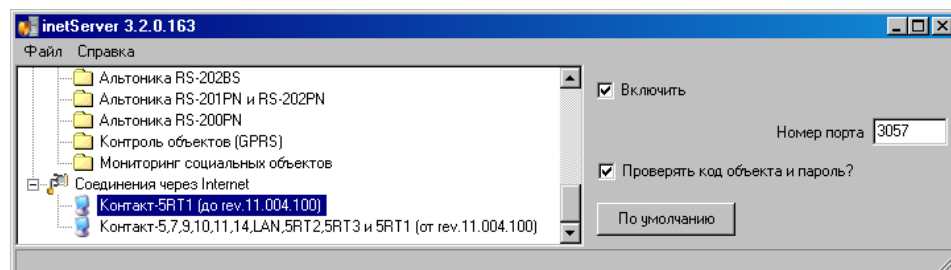 inetServer 3.2.0.163
Файл Справка
Альтоника RS-202BS
Альтоника RS-201PN и RS-202PN
Альтоника RS-200PN
Контроль объектов (GPRS)
Мониторинг социальных объектов
Соединения через Internet
Контакт-5RT1 (до rev.11.004.100)
Контакт-5,7,9,10,11,14,LAN,5RT2,5RT3 и 5RT1 (от rev.11.004.100)
Включить
Номер порта 3057
Проверять код объекта и пароль?
По умолчанию